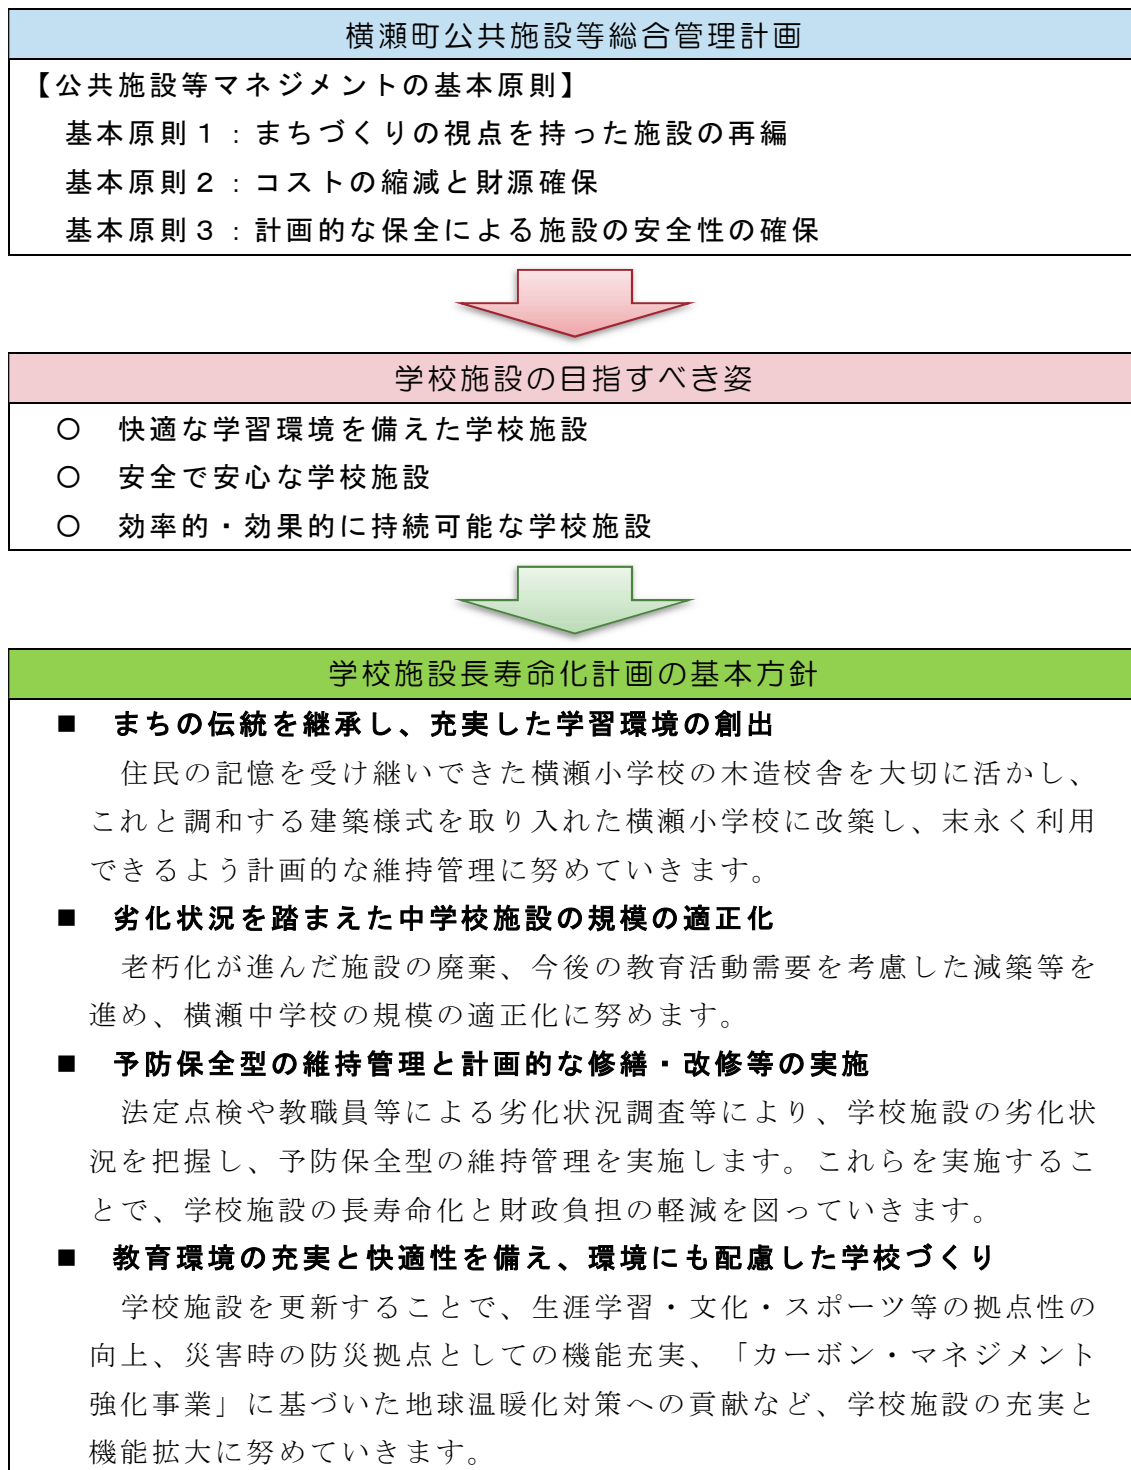 横瀬町公共施設等総合管理計画
【公共施設等マネジメントの基本原則】
基本原則１：まちづくりの視点を持った施設の再編
基本原則２：コストの縮減と財源確保
基本原則３：計画的な保全による施設の安全性の確保
学校施設の目指すべき姿
〇　快適な学習環境を備えた学校施設
〇　安全で安心な学校施設
〇　効率的・効果的に持続可能な学校施設
学校施設長寿命化計画の基本方針
■　まちの伝統を継承し、充実した学習環境の創出
住民の記憶を受け継いできた横瀬小学校の木造校舎を大切に活かし、
これと調和する建築様式を取り入れた横瀬小学校に改築し、末永く利用
できるよう計画的な維持管理に努めていきます。
■　劣化状況を踏まえた中学校施設の規模の適正化
老朽化が進んだ施設の廃棄、今後の教育活動需要を考慮した減築等を
進め、横瀬中学校の規模の適正化に努めます。
■　予防保全型の維持管理と計画的な修繕・改修等の実施
法定点検や教職員等による劣化状況調査等により、学校施設の劣化状
況を把握し、予防保全型の維持管理を実施します。これらを実施するこ
とで、学校施設の長寿命化と財政負担の軽減を図っていきます。
■　教育環境の充実と快適性を備え、環境にも配慮した学校づくり
学校施設を更新することで、生涯学習・文化・スポーツ等の拠点性の
向上、災害時の防災拠点としての機能充実、「カーボン・マネジメント
強化事業」に基づいた地球温暖化対策への貢献など、学校施設の充実と
機能拡大に努めていきます。